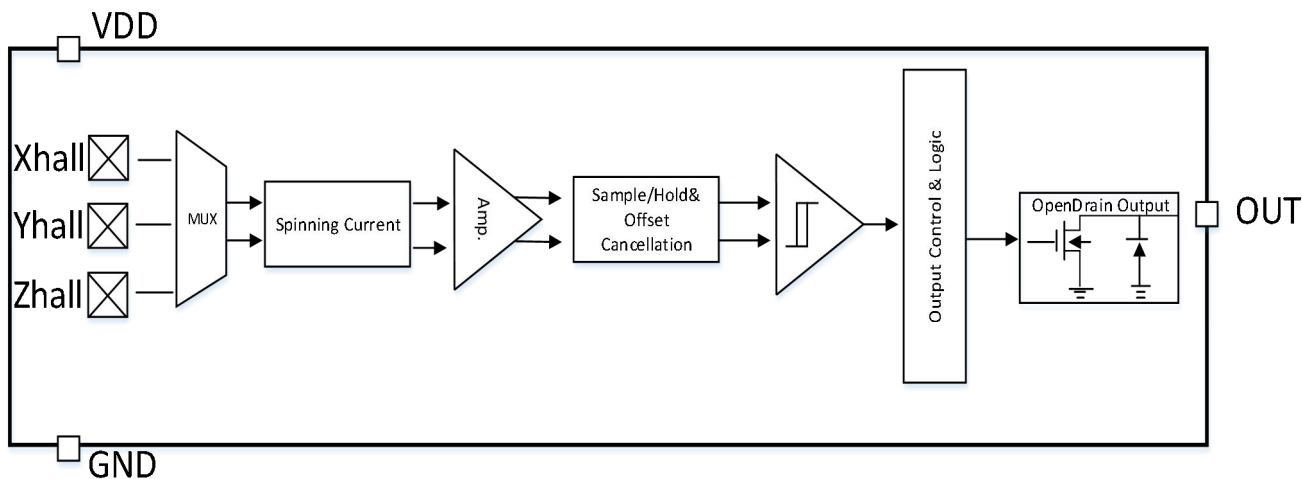 VDD
Xhall
Yhall
Zhall
MUX
Spinning Current
Amp.
Sample/Hold&
Offset
Cancellation
Output Control & Logic
OpenDrain Output
OUT
GND